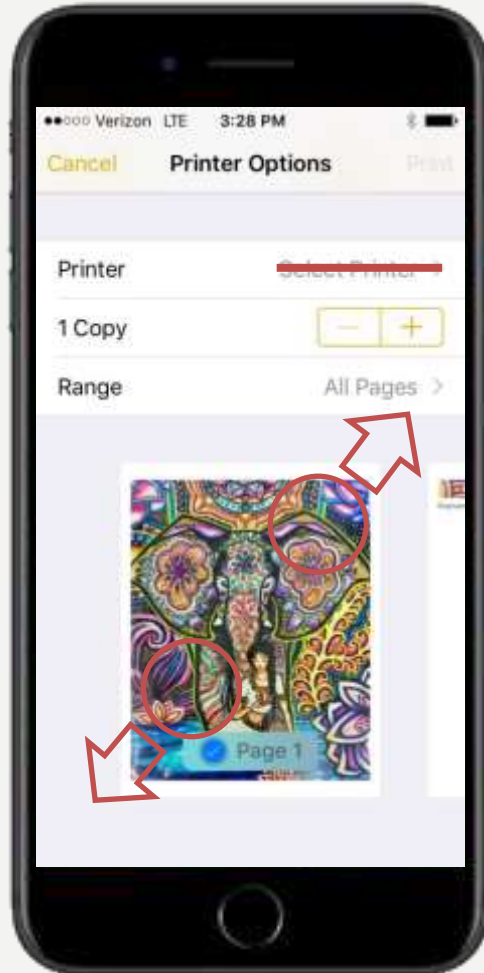 Verizon LTE 3:28 PM
Cancel Printer Options Print
Printer Select Printer >
1 Copy − +
Range All Pages >
Page 1